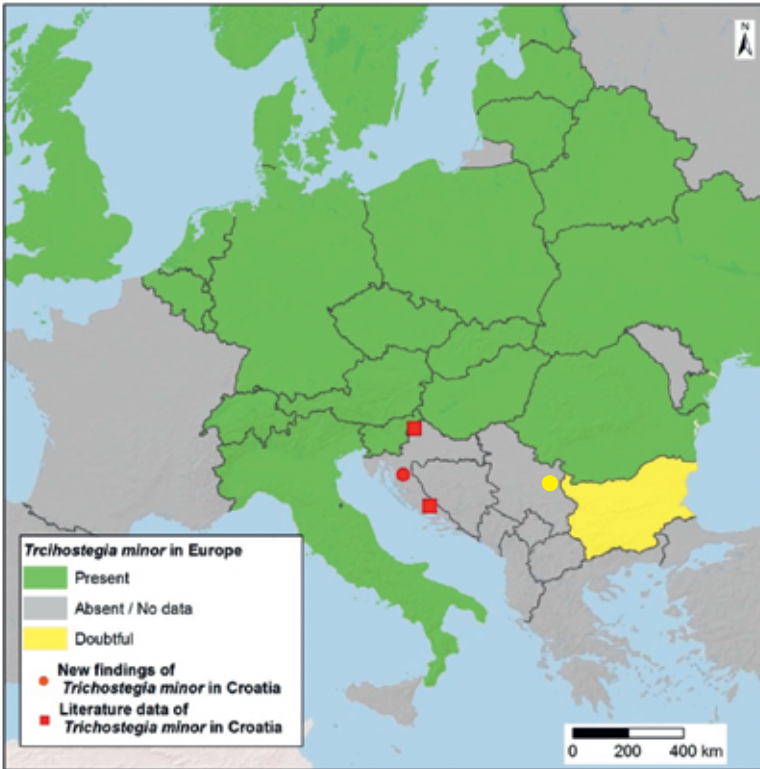 N
Trcihostegia minor in Europe
Present
Absent / No data
Doubtful
New findings of
Trichostegia minor in Croatia
Literature data of
Trichostegia minor in Croatia
0 200 400 km